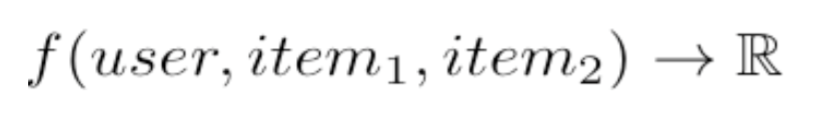 f(user, item₁, item₂) → ℝ